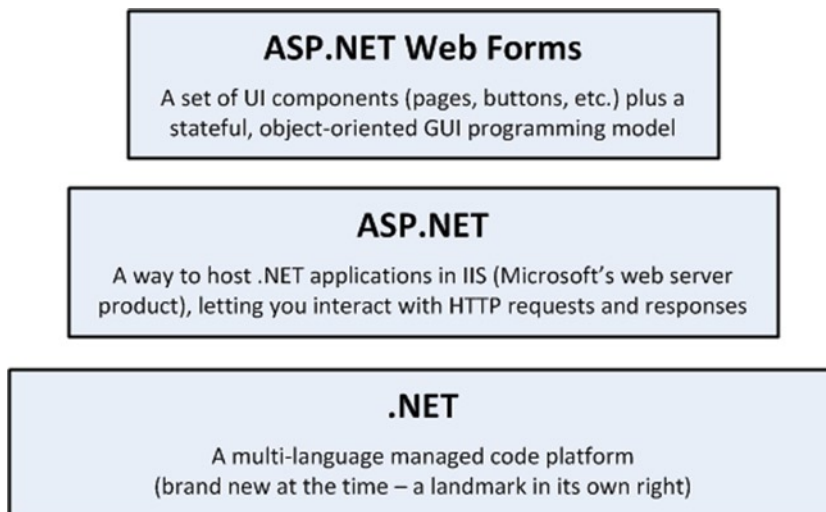 ASP.NET Web Forms
A set of UI components (pages, buttons, etc.) plus a
stateful, object-oriented GUI programming model
ASP.NET
A way to host .NET applications in IIS (Microsoft's web server
product), letting you interact with HTTP requests and responses
.NET
A multi-language managed code platform
(brand new at the time – a landmark in its own right)